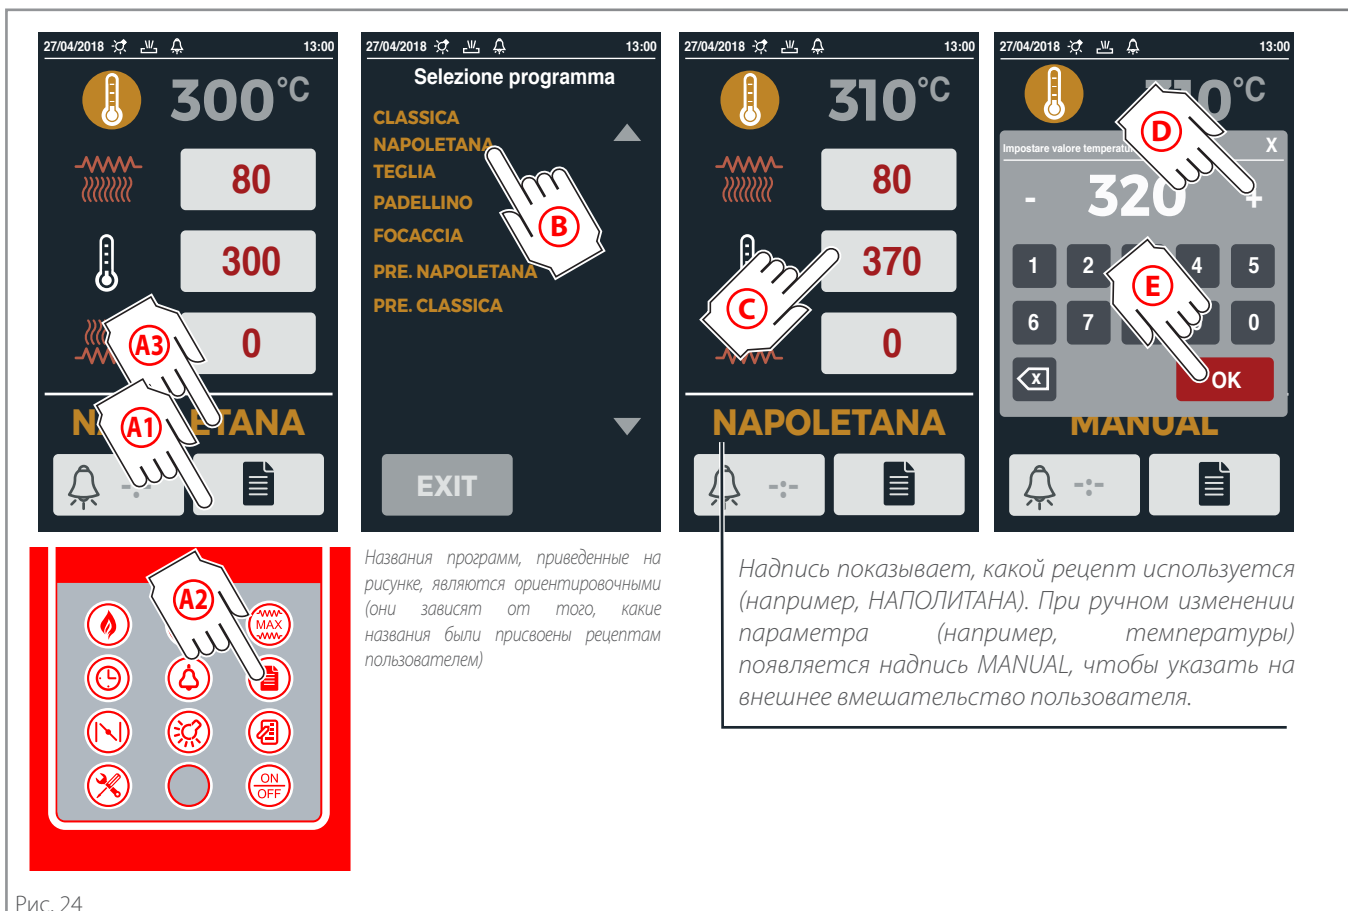 27/04/2018 13:00
300°C
80
300
0
A3
A1
27/04/2018 13:00
Selezione programma
CLASSICA
NAPOLETANA
TEGLIA
PADELLINO
FOCACCIA
PRE. NAPOLETANA
PRE. CLASSICA
B
EXIT
27/04/2018 13:00
310°C
80
370
0
C
NAPOLETANA
27/04/2018 13:00
°C
D
Impostare valore X
- 320 +
1 2 4 5
E
6 7 0
X OK
MANUAL
A2
MAX
ON
OFF
Названия программ, приведенные на
рисунке, являются ориентировочными
(они зависят от того, какие
названия были присвоены рецептам
пользователем)
Надпись показывает, какой рецепт используется
(например, НАПОЛИТАНА). При ручном изменении
параметра (например, температуры)
появляется надпись MANUAL, чтобы указать на
внешнее вмешательство пользователя.
Рис. 24